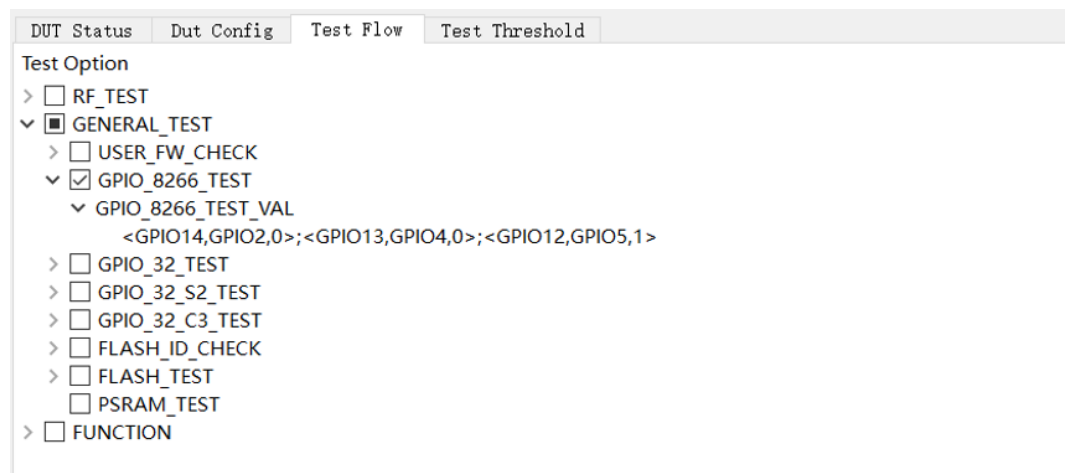 DUT Status Dut Config Test Flow Test Threshold
Test Option
RF_TEST
GENERAL_TEST
USER_FW_CHECK
GPIO_8266_TEST
GPIO_8266_TEST_VAL
<GPIO14,GPIO2,0>;<GPIO13,GPIO4,0>;<GPIO12,GPIO5,1>
GPIO_32_TEST
GPIO_32_S2_TEST
GPIO_32_C3_TEST
FLASH_ID_CHECK
FLASH_TEST
PSRAM_TEST
FUNCTION